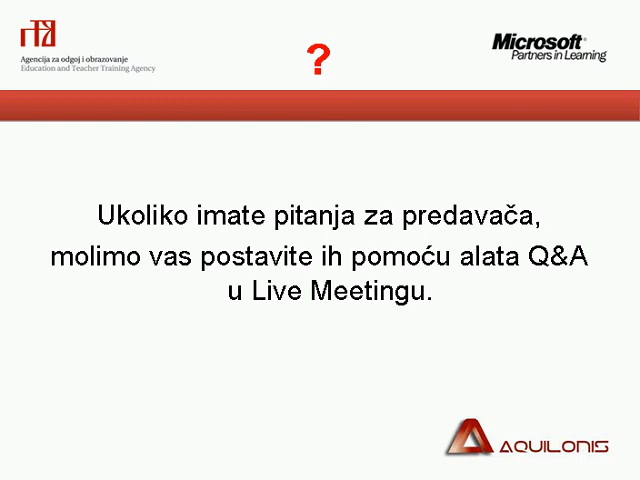 Agencija za odgoj i obrazovanje
Education and Teacher Training Agency
?
Microsoft®
Partners in Learning
Ukoliko imate pitanja za predavača,
molimo vas postavite ih pomoću alata Q&A
u Live Meetingu.
AQUILONIS